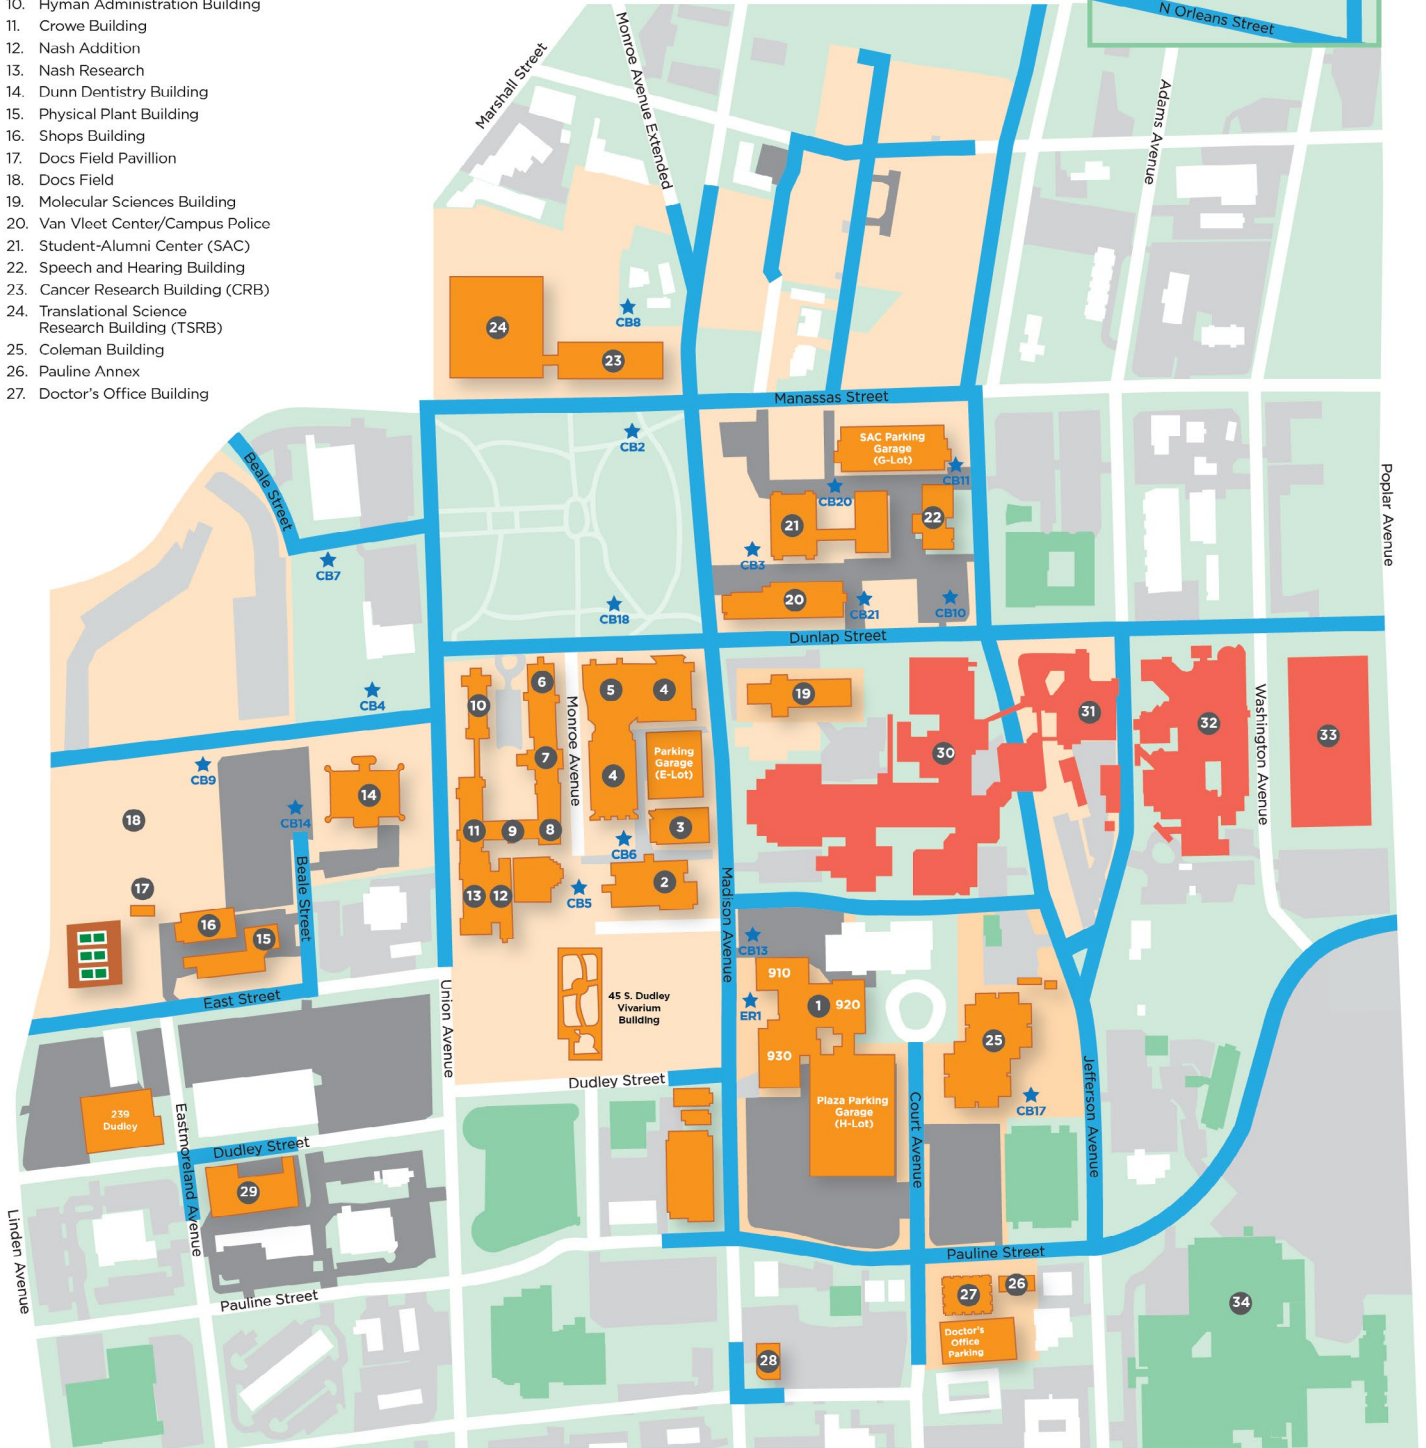 10. Hyman Administration Building
11. Crowe Building
12. Nash Addition
13. Nash Research
14. Dunn Dentistry Building
15. Physical Plant Building
16. Shops Building
17. Docs Field Pavillion
18. Docs Field
19. Molecular Sciences Building
20. Van Vleet Center/Campus Police
21. Student-Alumni Center (SAC)
22. Speech and Hearing Building
23. Cancer Research Building (CRB)
24. Translational Science
Research Building (TSRB)
25. Coleman Building
26. Pauline Annex
27. Doctor's Office Building
N Orleans Street
Marshall Street
Monroe Avenue Extended
Adams Avenue
CB8
24
23
Manassas Street
CB2
SAC Parking
Garage
(G-Lot)
CB11
CB20
Beale Street
21
22
Poplar Avenue
CB3
CB7
20
CB21
CB10
CB18
Dunlap Street
CB4
10
6
5
4
19
31
32
33
Monroe Avenue
Washington Avenue
7
Parking
Garage
(E-Lot)
30
CB9
4
14
CB14
18
11
9
8
3
CB6
17
13
12
CB5
2
Madison Avenue
Beale Street
16
15
CB13
910
East Street
Union Avenue
45 S. Dudley
Vivarium
Building
ER1
1
920
25
930
Dudley Street
Jefferson Avenue
239
Dudley
Eastmoreland Avenue
Plaza Parking
Garage
(H-Lot)
Court Avenue
CB17
Dudley Street
29
Linden Avenue
Pauline Street
Pauline Street
27
26
34
Doctor's
Office
Parking
28